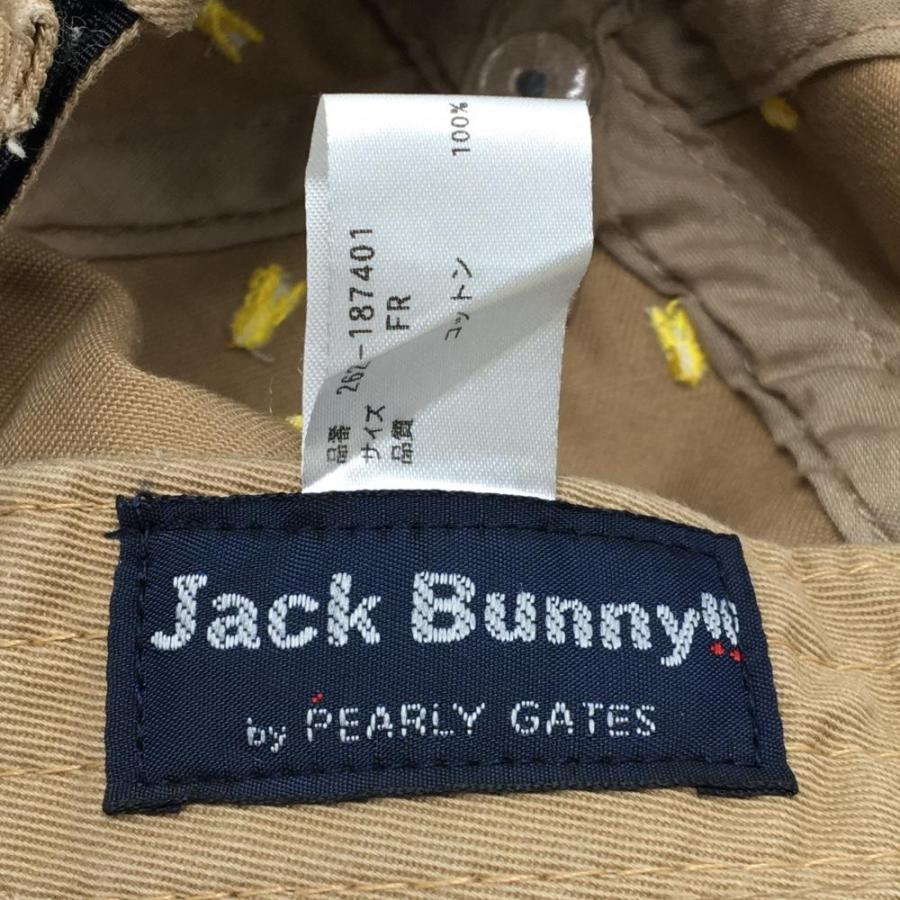 品番 262-187401
サイズ FR
品質
コットン 100%
Jack Bunny!!
by PEARLY GATES